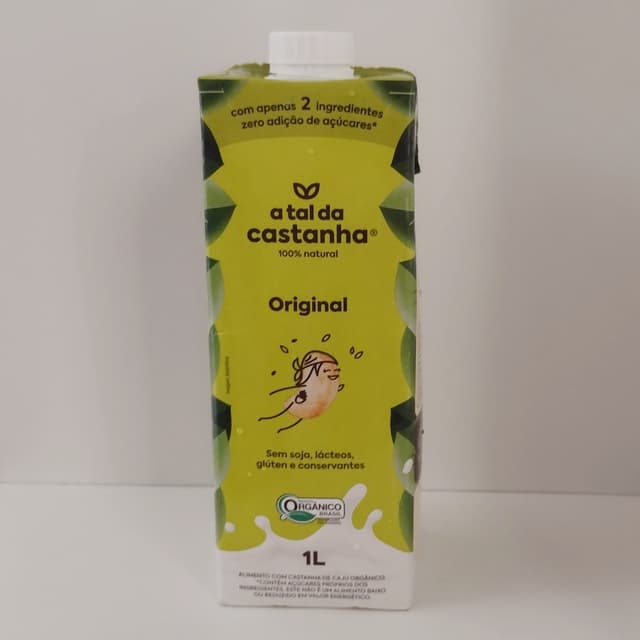 com apenas 2 ingredientes
zero adição de açúcares*
a tal da
castanha®
100% natural
Original
Sem soja, lácteos,
glúten e conservantes
ORGÂNICO
BRASIL
1L
ALIMENTO COM CASTANHA DE CAJU ORGÂNICO.
*CONTÉM AÇÚCARES PRÓPRIOS DOS
INGREDIENTES. ESTE NÃO É UM ALIMENTO BAIXO
OU REDUZIDO EM VALOR ENERGÉTICO.